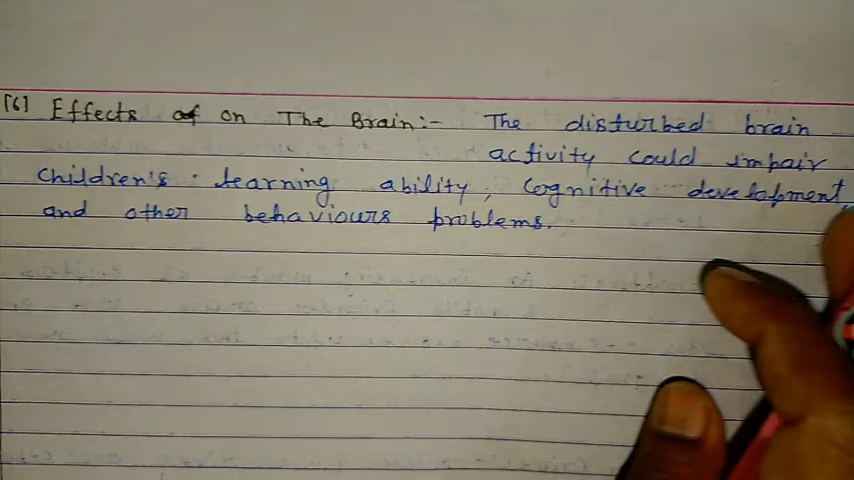 [6] Effects of on The Brain:- The disturbed brain
activity could impair
children's learning ability, cognitive development,
and other behaviours problems.